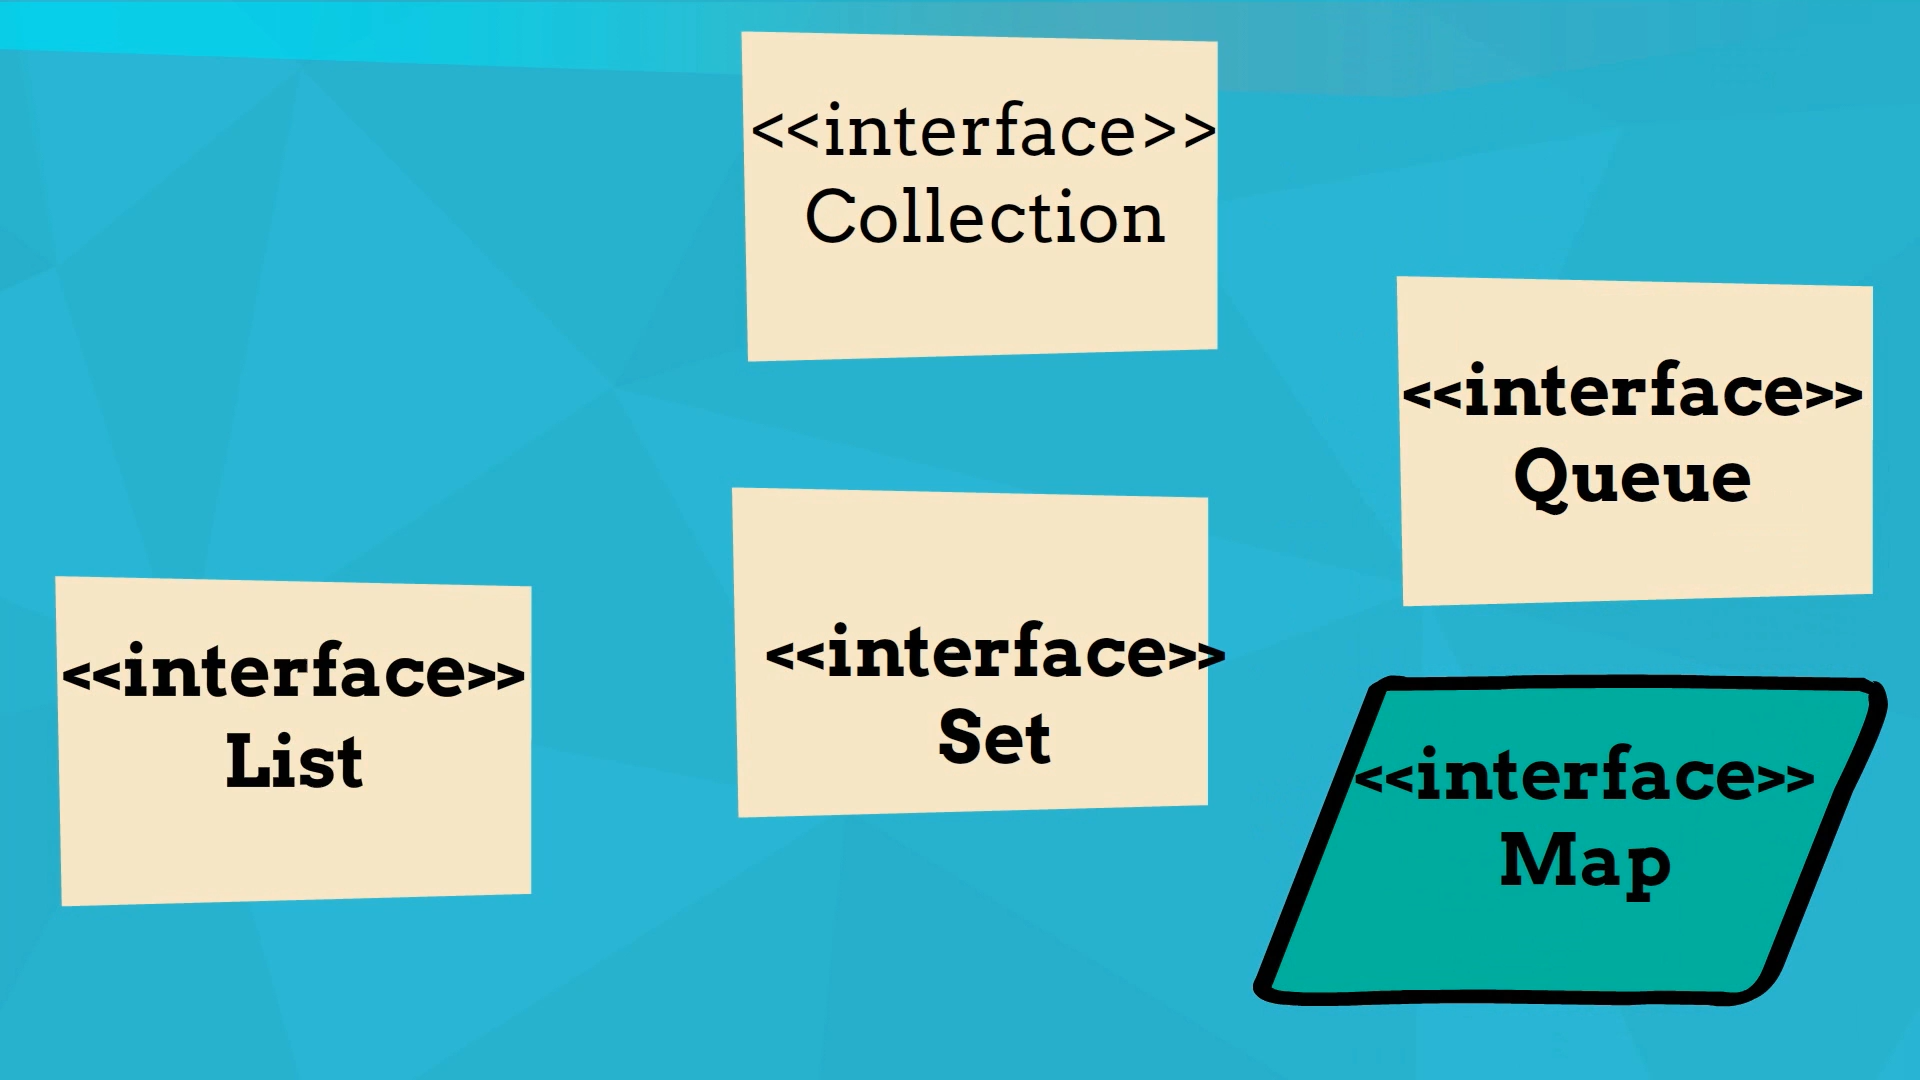 <<interface>>
Collection
<<interface>>
Queue
<<interface>>
List
<<interface>>
Set
<<interface>>
Map